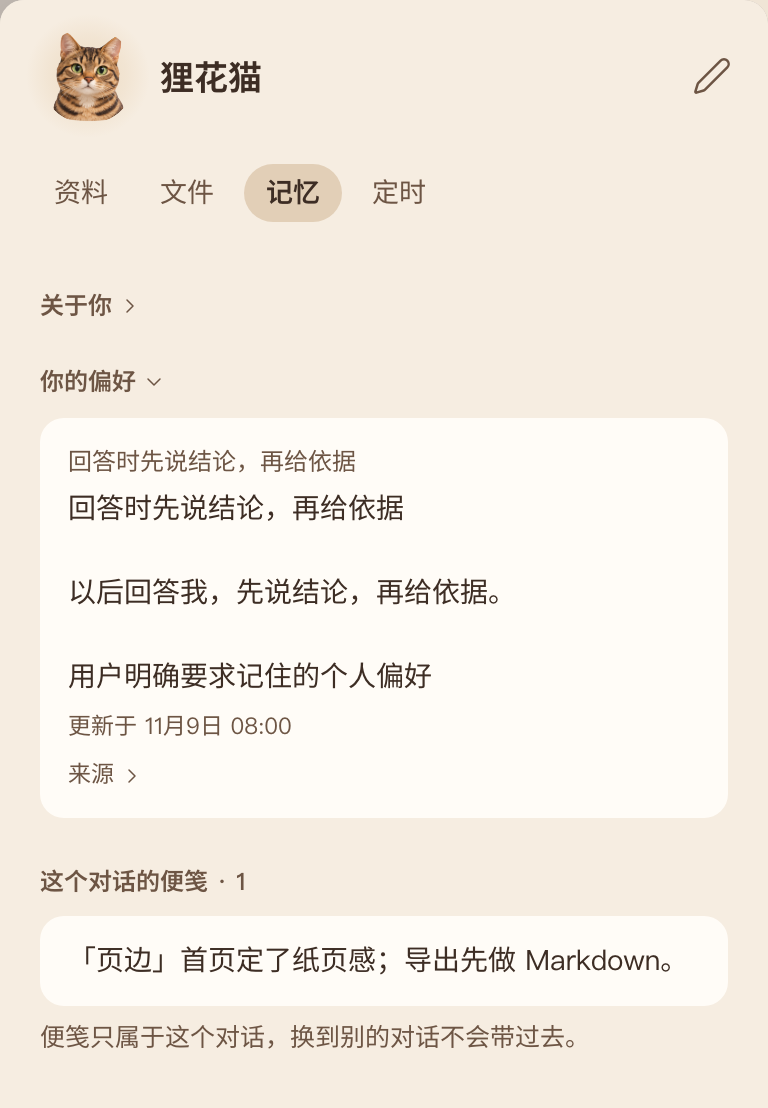 狸花猫
资料 文件 记忆 定时
关于你
你的偏好
回答时先说结论，再给依据
回答时先说结论，再给依据
以后回答我，先说结论，再给依据。
用户明确要求记住的个人偏好
更新于 11月9日 08:00
来源
这个对话的便笺 · 1
「页边」首页定了纸页感；导出先做 Markdown。
便笺只属于这个对话，换到别的对话不会带过去。